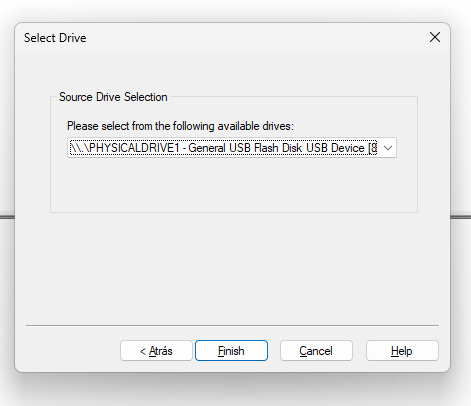 Select Drive
Source Drive Selection
Please select from the following available drives:
\\.\PHYSICALDRIVE1 - General USB Flash Disk USB Device [8
< Atrás
Finish
Cancel
Help